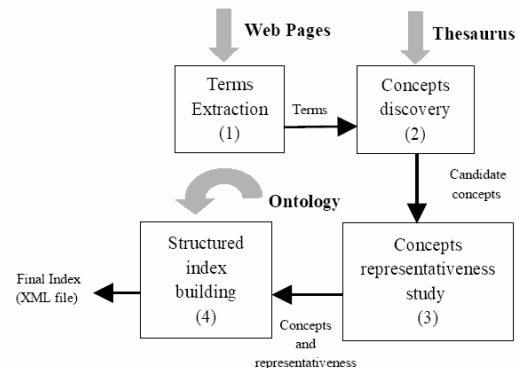 Web Pages
Thesaurus
Terms
Extraction
(1)
Terms
Concepts
discovery
(2)
Candidate
concepts
Ontology
Structured
index
building
(4)
Concepts
representativeness
study
(3)
Final Index
(XML file)
Concepts
and
representativeness